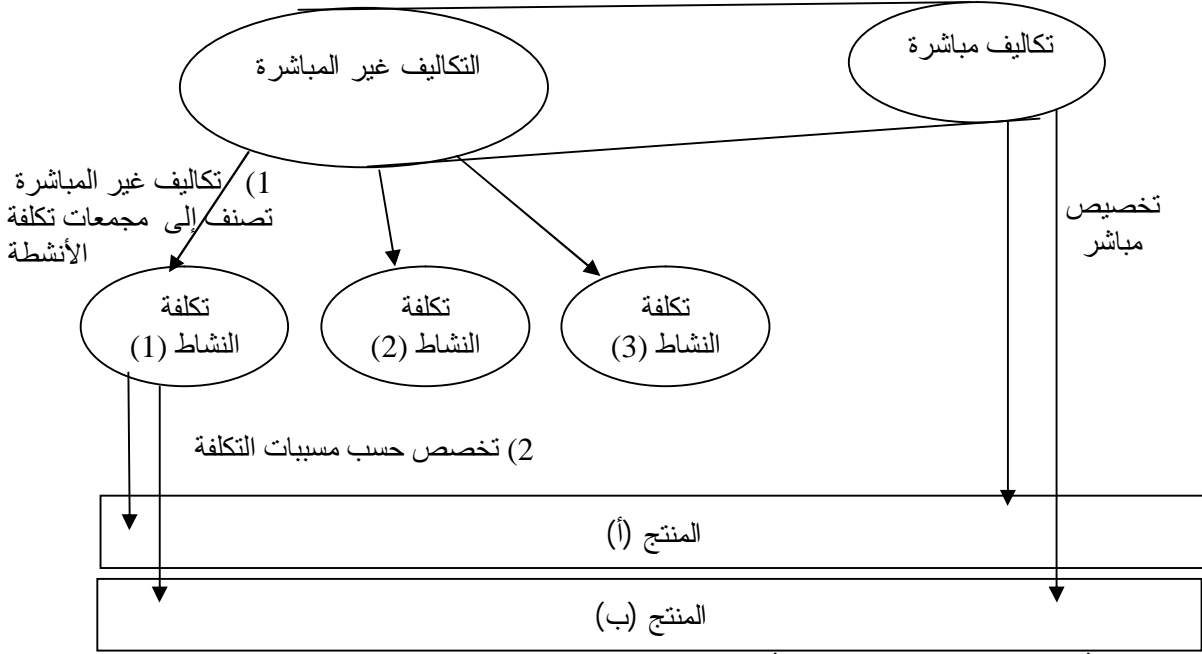 تكاليف مباشرة
التكاليف غير المباشرة
1) تكاليف غير المباشرة
تصنف إلى مجمعات تكلفة
الأنشطة
تخصيص
مباشر
تكلفة
النشاط (1)
تكلفة
النشاط (2)
تكلفة
النشاط (3)
2) تخصص حسب مسببات التكلفة
المنتج (أ)
المنتج (ب)